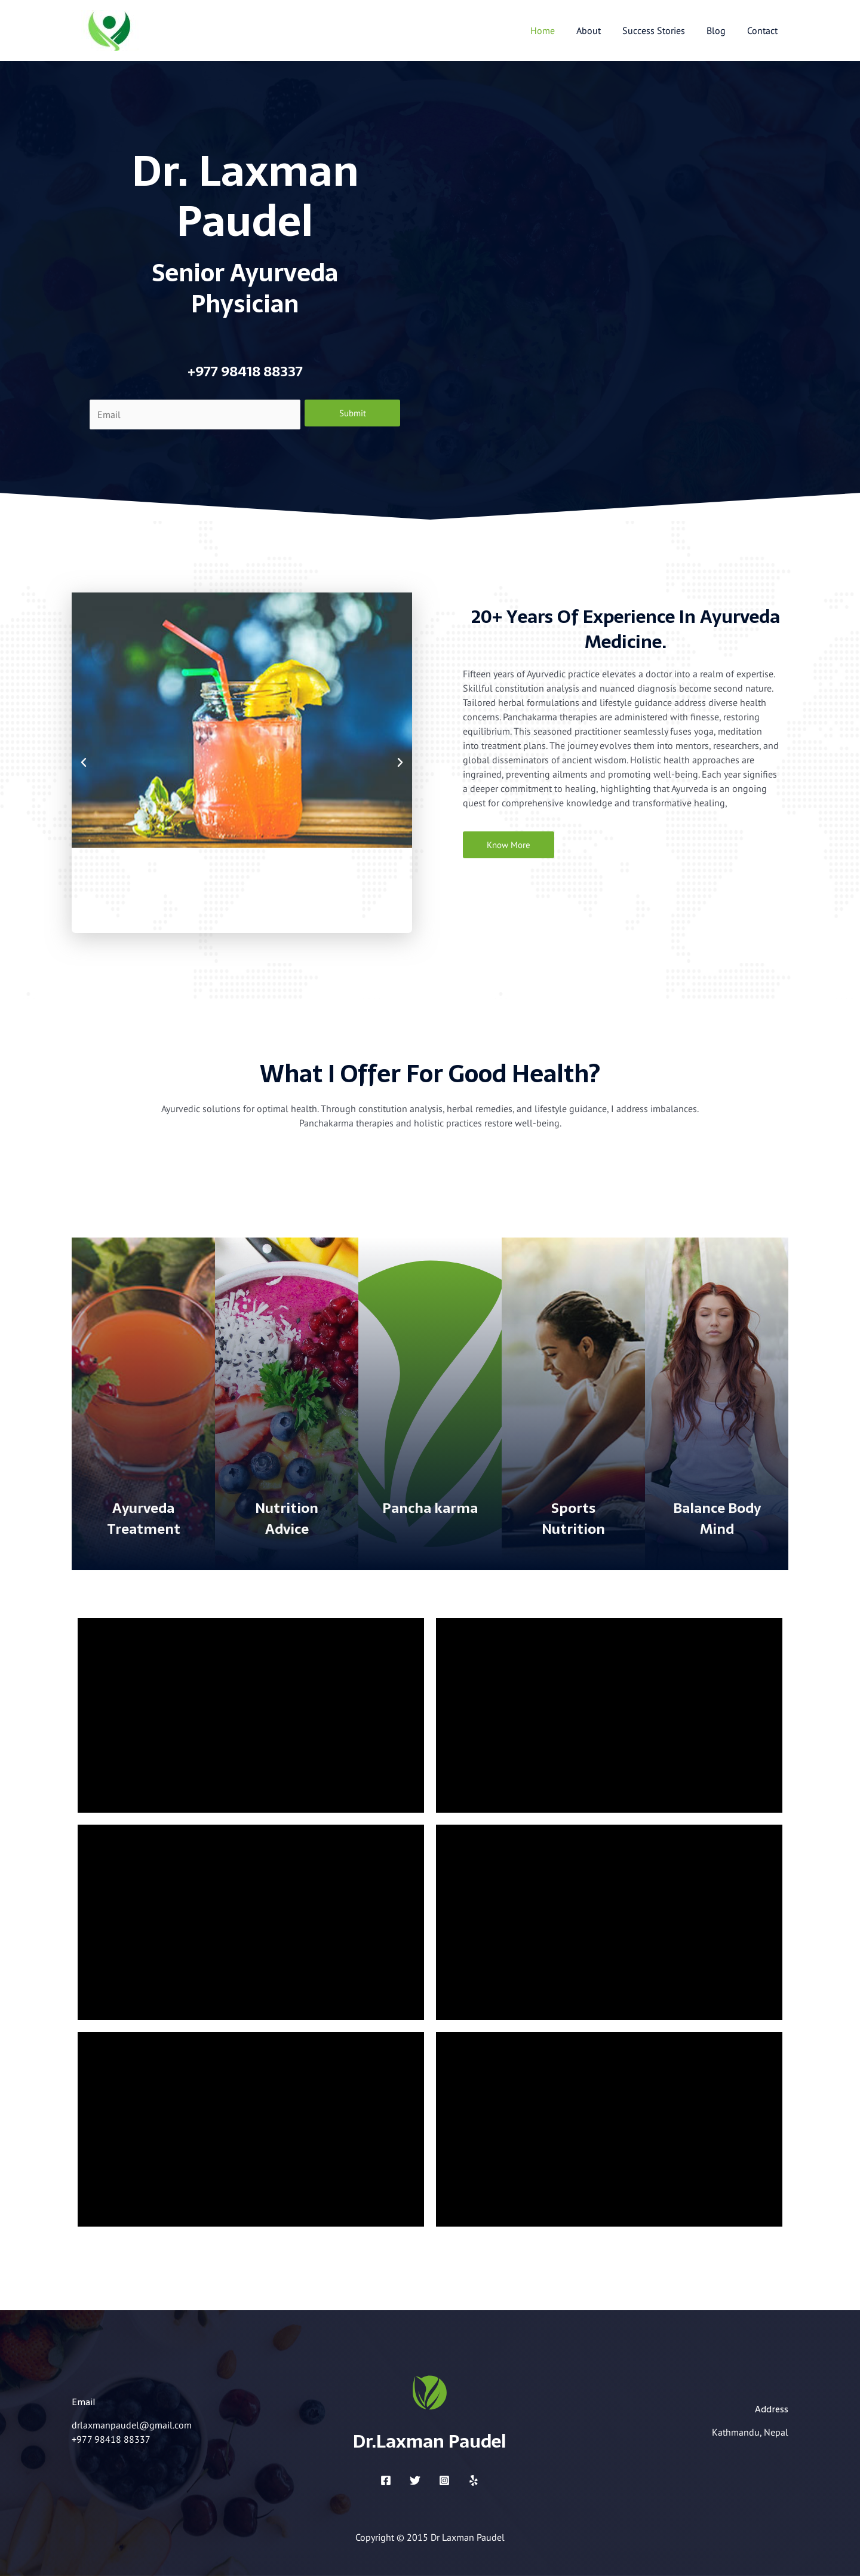 Home About Success Stories Blog Contact
Dr. Laxman
Paudel
Senior Ayurveda
Physician
+977 98418 88337
Email Submit
20+ Years Of Experience In Ayurveda
Medicine.
Fifteen years of Ayurvedic practice elevates a doctor into a realm of expertise.
Skillful constitution analysis and nuanced diagnosis become second nature.
Tailored herbal formulations and lifestyle guidance address diverse health
concerns. Panchakarma therapies are administered with finesse, restoring
equilibrium. This seasoned practitioner seamlessly fuses yoga, meditation
into treatment plans. The journey evolves them into mentors, researchers, and
global disseminators of ancient wisdom. Holistic health approaches are
ingrained, preventing ailments and promoting well-being. Each year signifies
a deeper commitment to healing, highlighting that Ayurveda is an ongoing
quest for comprehensive knowledge and transformative healing,
Know More
What I Offer For Good Health?
Ayurvedic solutions for optimal health. Through constitution analysis, herbal remedies, and lifestyle guidance, I address imbalances.
Panchakarma therapies and holistic practices restore well-being.
Ayurveda
Treatment
Nutrition
Advice
Pancha karma
Sports
Nutrition
Balance Body
Mind
Email
drlaxmanpaudel@gmail.com
+977 98418 88337
Dr.Laxman Paudel
Address
Kathmandu, Nepal
Copyright © 2015 Dr Laxman Paudel